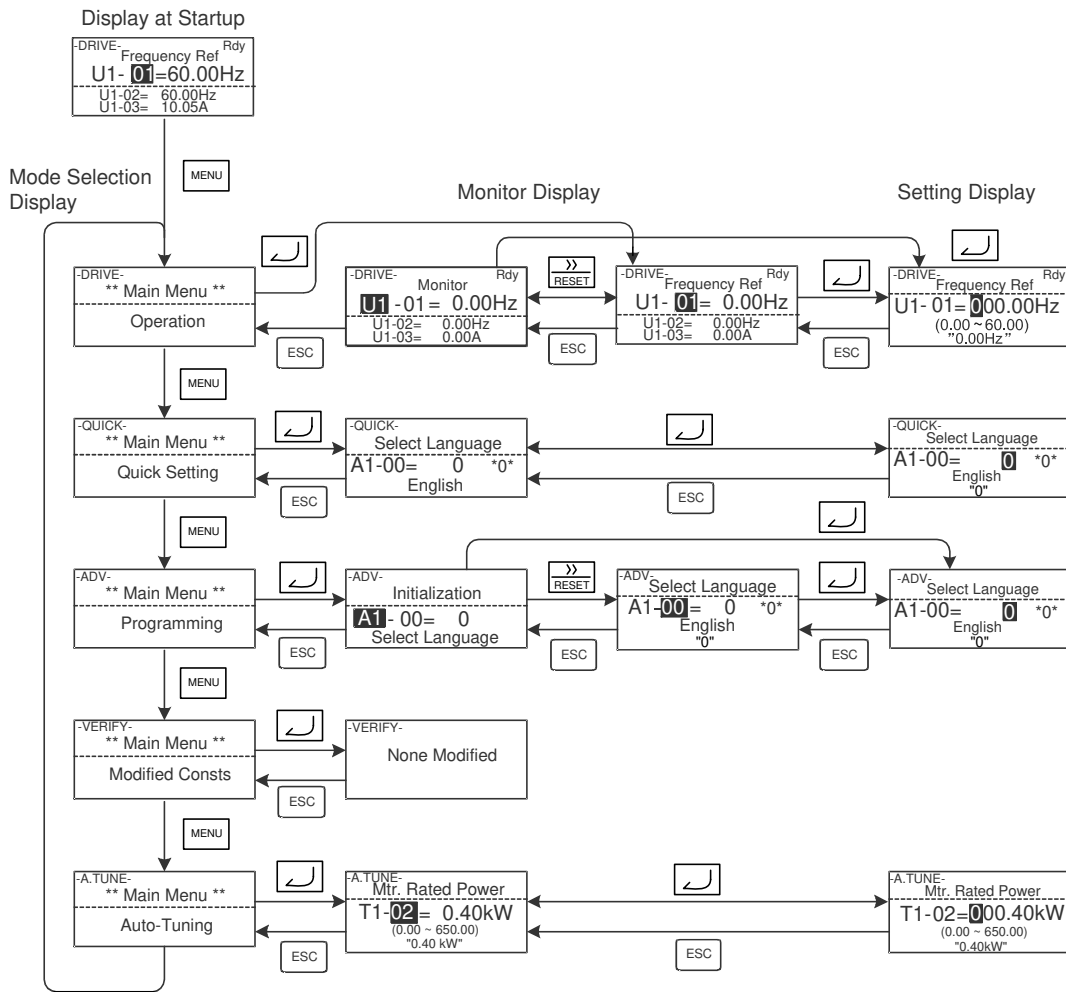 Display at Startup
-DRIVE- Rdy
Frequency Ref
U1- 01=60.00Hz
U1-02= 60.00Hz
U1-03= 10.05A
MENU
Mode Selection
Display
Monitor Display
Setting Display
-DRIVE-
** Main Menu **
Operation
-DRIVE- Rdy
Monitor
U1 -01 = 0.00Hz
U1-02= 0.00Hz
U1-03= 0.00A
>>
RESET
-DRIVE- Rdy
Frequency Ref
U1- 01= 0.00Hz
U1-02= 0.00Hz
U1-03= 0.00A
-DRIVE- Rdy
Frequency Ref
U1- 01= 000.00Hz
(0.00 ~ 60.00)
"0.00Hz"
ESC
ESC
ESC
MENU
-QUICK-
** Main Menu **
Quick Setting
-QUICK-
Select Language
A1-00= 0 *0*
English
-QUICK-
Select Language
A1-00= 0 *0*
English
"0"
ESC
ESC
MENU
-ADV-
** Main Menu **
Programming
-ADV-
Initialization
A1 - 00= 0
Select Language
>>
RESET
-ADV-
Select Language
A1-00= 0 *0*
English
"0"
-ADV-
Select Language
A1-00= 0 *0*
English
"0"
ESC
ESC
ESC
MENU
-VERIFY-
** Main Menu **
Modified Consts
-VERIFY-
None Modified
ESC
MENU
-A.TUNE-
** Main Menu **
Auto-Tuning
-A.TUNE-
Mtr. Rated Power
T1-02= 0.40kW
(0.00 ~ 650.00)
"0.40 kW"
-A.TUNE-
Mtr. Rated Power
T1-02=000.40kW
(0.00 ~ 650.00)
"0.40kW"
ESC
ESC